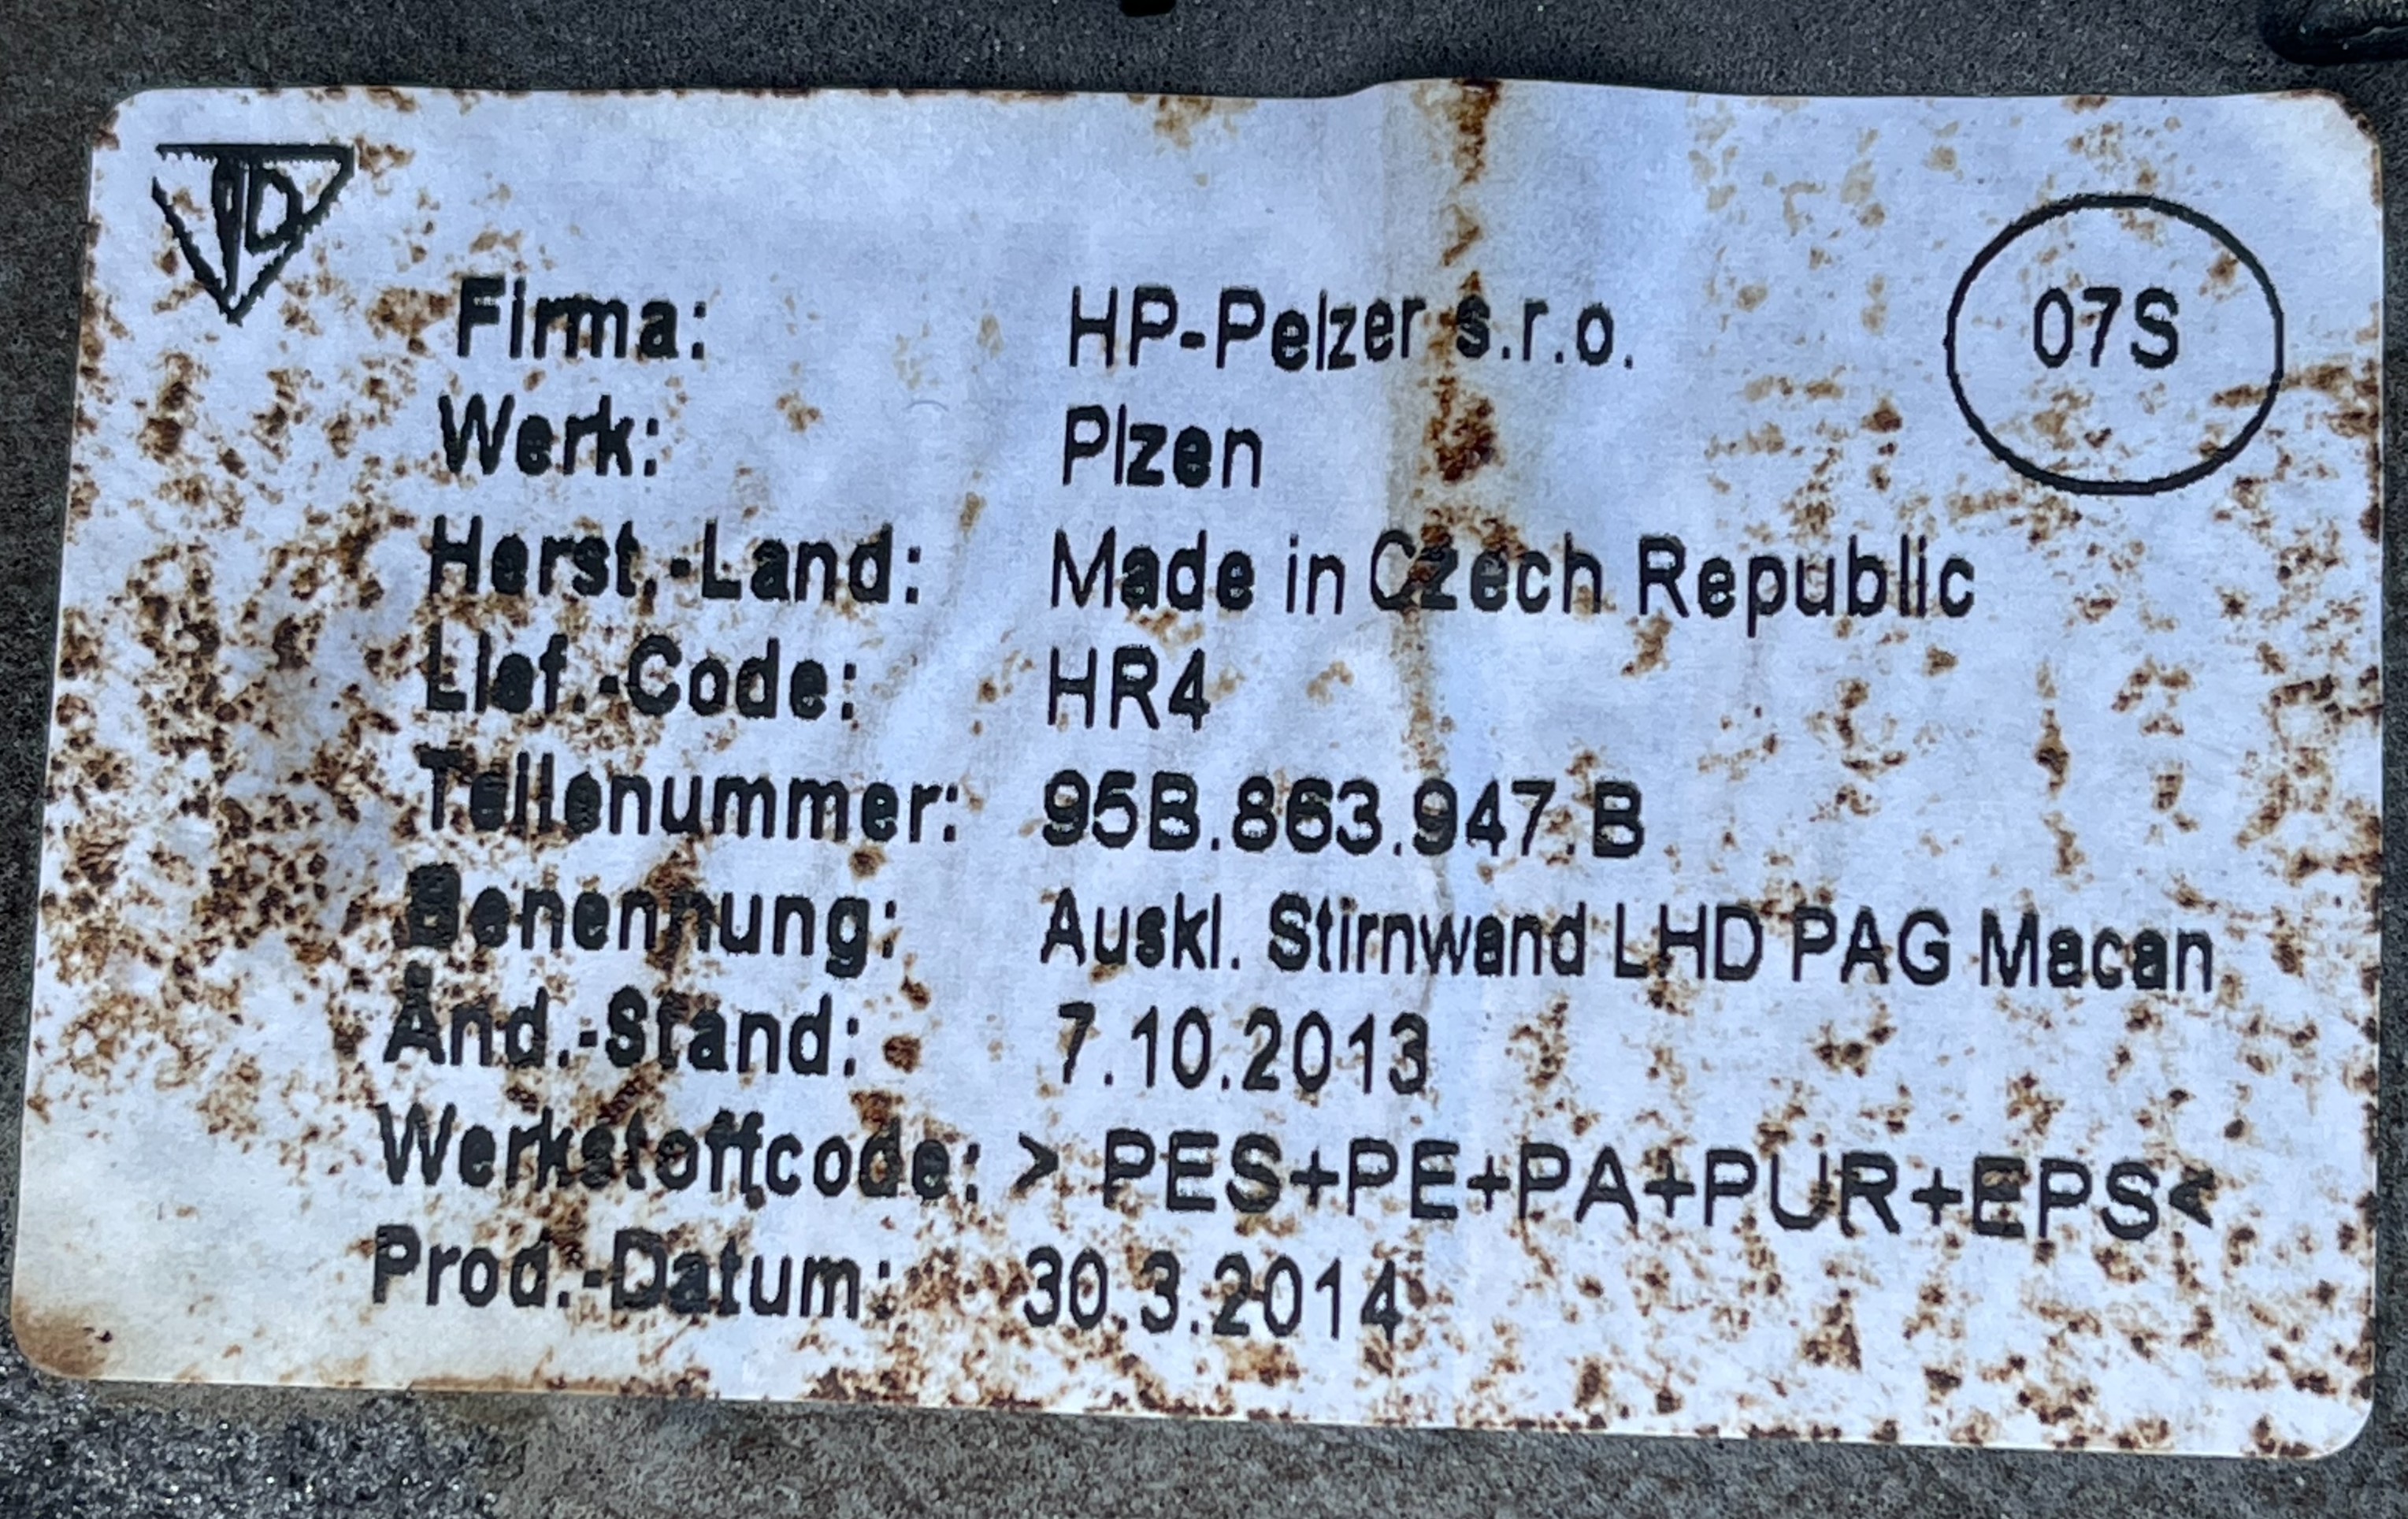 Firma: HP-Pelzer s.r.o.
07S
Werk: Plzen
Herst.-Land: Made in Czech Republic
Lief.-Code: HR4
Teilenummer: 95B.863.947.B
Benennung: Auskl. Stirnwand LHD PAG Macan
Änd.-Stand: 7.10.2013
Werkstoffcode: > PES+PE+PA+PUR+EPS<
Prod.-Datum: 30.3.2014